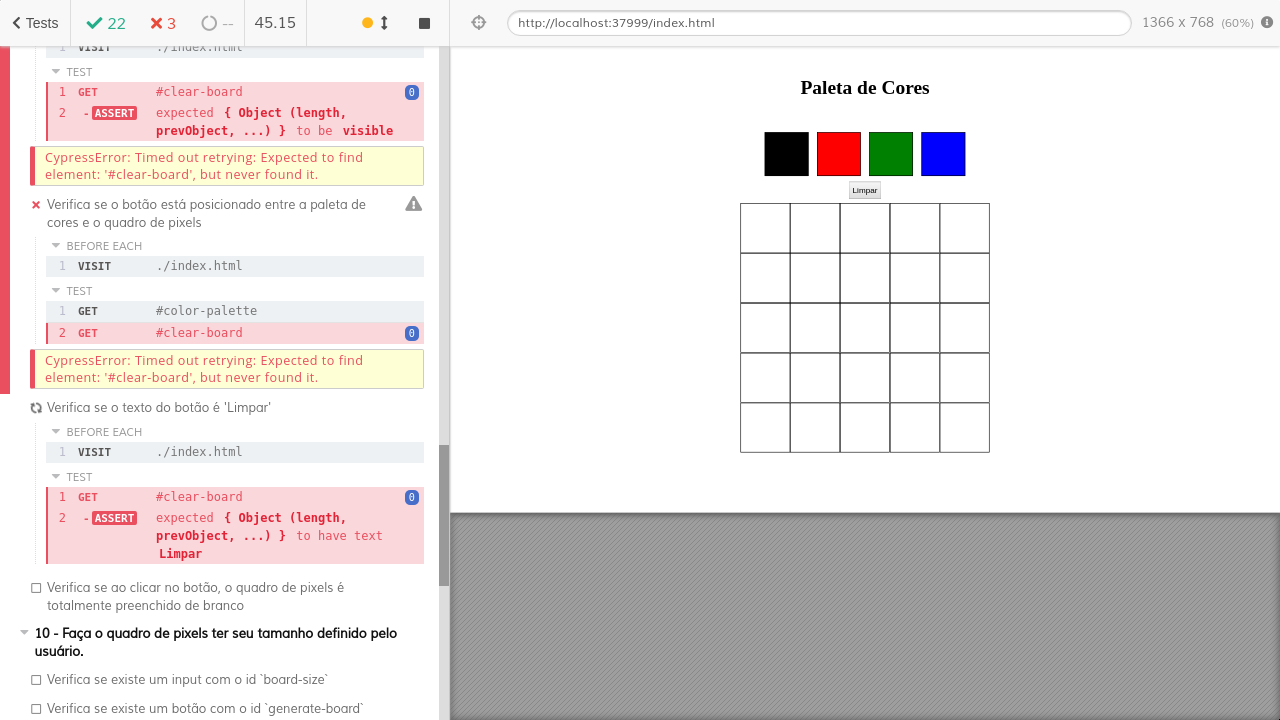 Tests 22 3 -- 45.15
1 VISIT ./index.html
TEST
1 GET #clear-board 0
2 - ASSERT expected { Object (length,
prevObject, ...) } to be visible
CypressError: Timed out retrying: Expected to find
element: '#clear-board', but never found it.
Verifica se o botão está posicionado entre a paleta de
cores e o quadro de pixels
BEFORE EACH
1 VISIT ./index.html
TEST
1 GET #color-palette
2 GET #clear-board 0
CypressError: Timed out retrying: Expected to find
element: '#clear-board', but never found it.
Verifica se o texto do botão é 'Limpar'
BEFORE EACH
1 VISIT ./index.html
TEST
1 GET #clear-board 0
2 - ASSERT expected { Object (length,
prevObject, ...) } to have text
Limpar
Verifica se ao clicar no botão, o quadro de pixels é
totalmente preenchido de branco
10 - Faça o quadro de pixels ter seu tamanho definido pelo
usuário.
Verifica se existe um input com o id `board-size`
Verifica se existe um botão com o id `generate-board`
http://localhost:37999/index.html 1366 x 768 (60%)
Paleta de Cores
Limpar